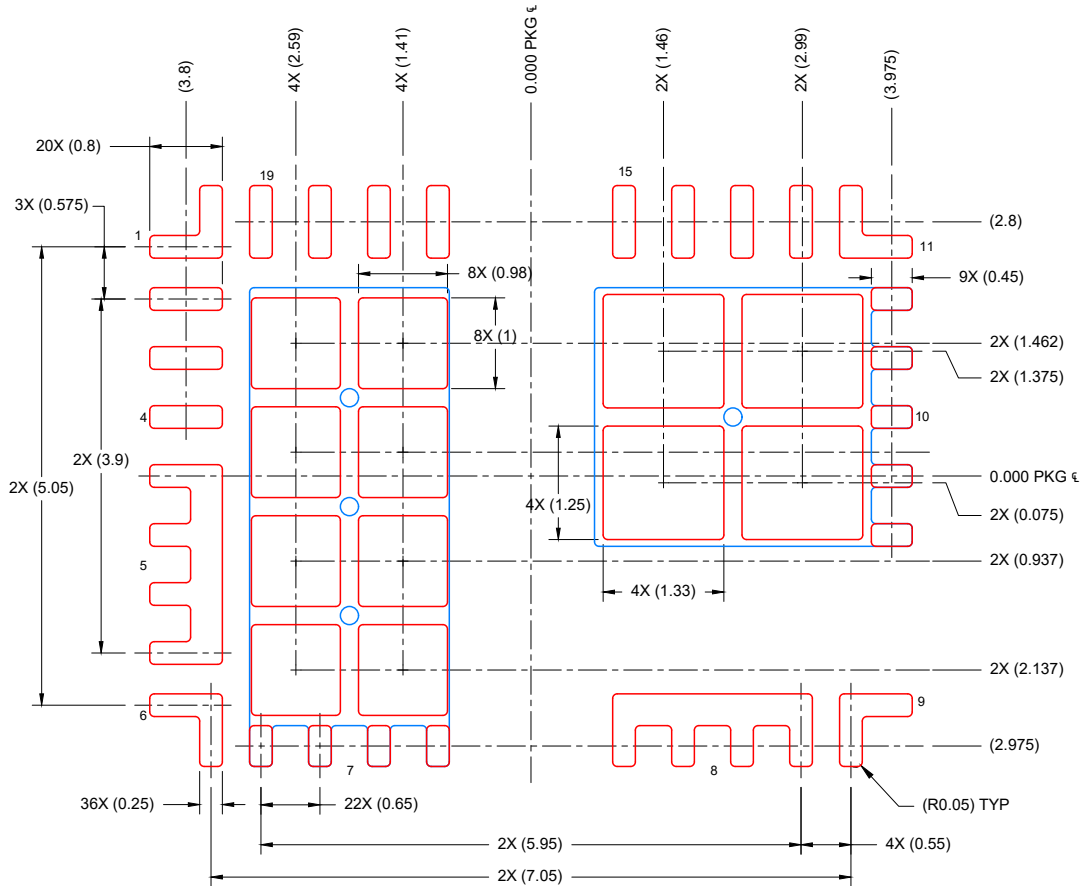 (3.8)
4X (2.59)
4X (1.41)
0.000 PKG ℄
2X (1.46)
2X (2.99)
(3.975)
20X (0.8)
19
15
3X (0.575)
(2.8)
1
11
8X (0.98)
9X (0.45)
8X (1)
2X (1.462)
2X (1.375)
4
10
2X (3.9)
0.000 PKG ℄
2X (5.05)
4X (1.25)
2X (0.075)
5
2X (0.937)
4X (1.33)
2X (2.137)
6
9
(2.975)
7
8
36X (0.25)
22X (0.65)
(R0.05) TYP
2X (5.95)
4X (0.55)
2X (7.05)